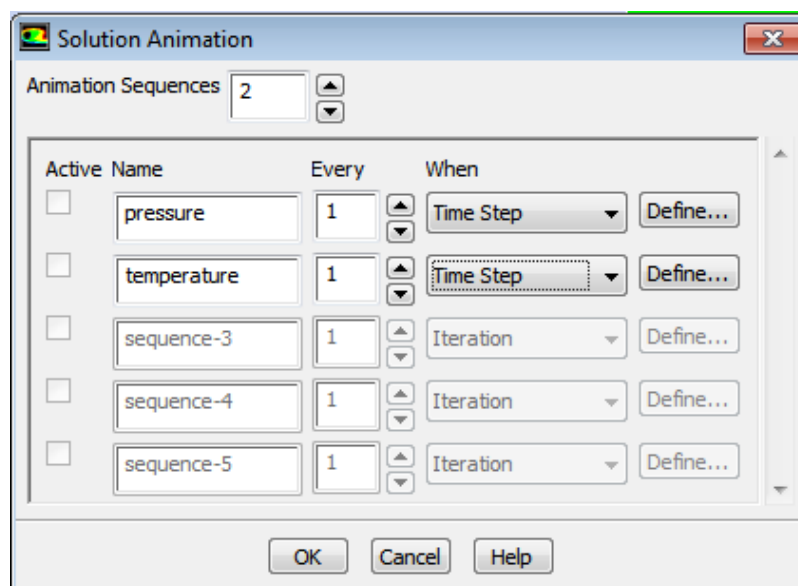 Solution Animation
Animation Sequences 2
Active Name Every When
pressure 1 Time Step Define...
temperature 1 Time Step Define...
sequence-3 1 Iteration Define...
sequence-4 1 Iteration Define...
sequence-5 1 Iteration Define...
OK Cancel Help